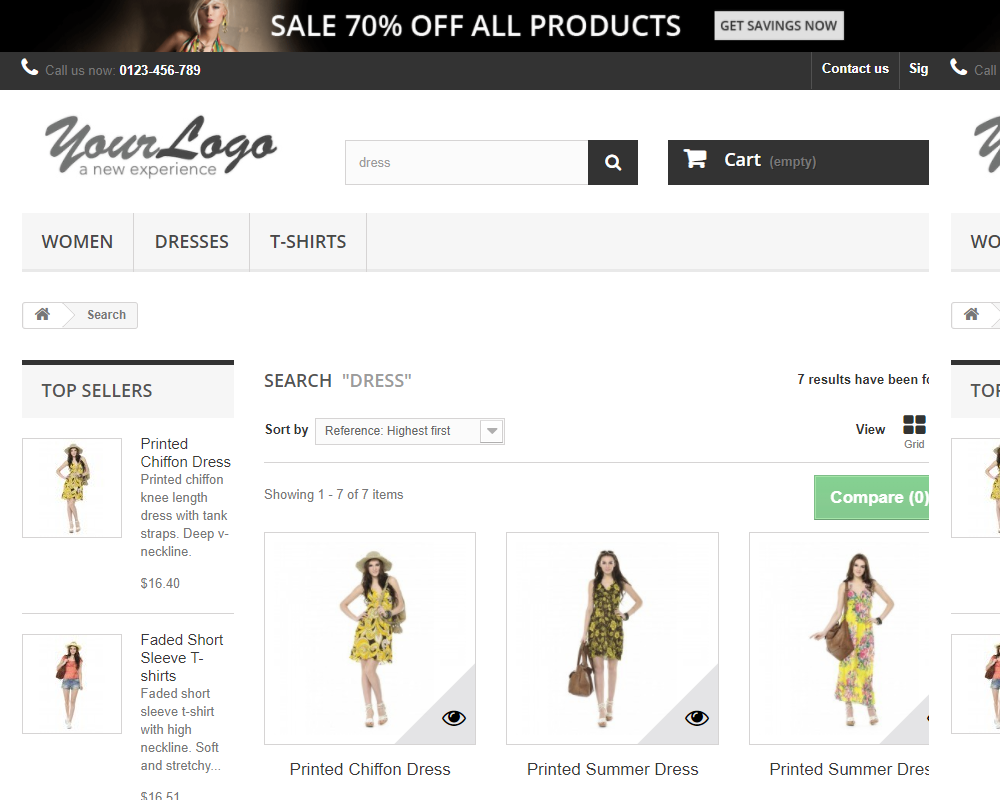 SALE 70% OFF ALL PRODUCTS
GET SAVINGS NOW
Call us now: 0123-456-789
Contact us
Sig
Call
YourLogo
a new experience
dress
Cart (empty)
WOMEN
DRESSES
T-SHIRTS
WO
Search
TOP SELLERS
SEARCH "DRESS"
7 results have been fo
TOP
Sort by
Reference: Highest first
View
Grid
Showing 1 - 7 of 7 items
Compare (0)
Printed
Chiffon Dress
Printed chiffon
knee length
dress with tank
straps. Deep v-
neckline.
$16.40
Faded Short
Sleeve T-
shirts
Faded short
sleeve t-shirt
with high
neckline. Soft
and stretchy...
$16.51
Printed Chiffon Dress
Printed Summer Dress
Printed Summer Dres